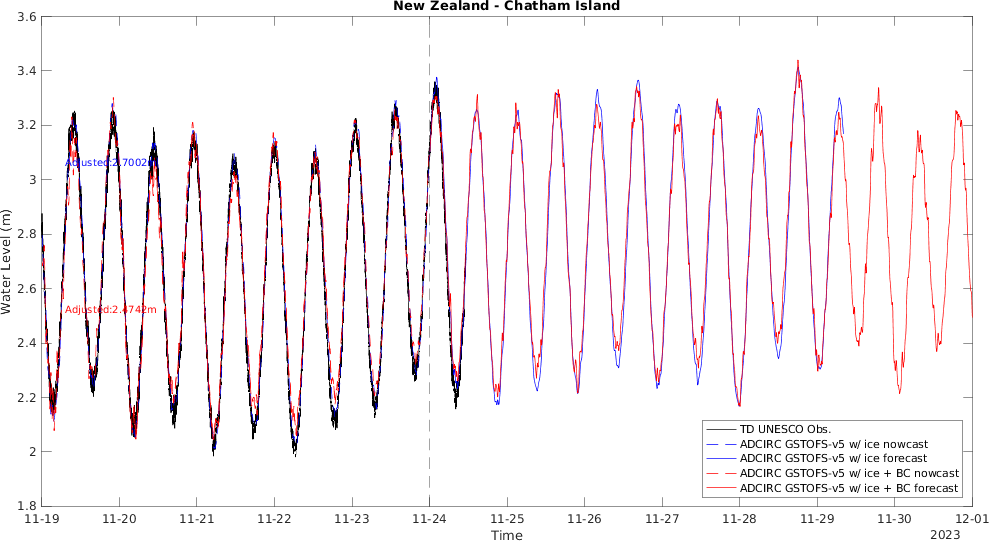 New Zealand - Chatham Island
3.6
3.4
3.2
3
2.8
2.6
2.4
2.2
2
1.8
Water Level (m)
Adjusted:2.7002m
TD UNESCO Obs.
ADCIRC GSTOFS-v5 w/ ice nowcast
ADCIRC GSTOFS-v5 w/ ice forecast
ADCIRC GSTOFS-v5 w/ ice + BC nowcast
ADCIRC GSTOFS-v5 w/ ice + BC forecast
11-19 11-20 11-21 11-22 11-23 11-24 11-25 11-26 11-27 11-28 11-29 11-30 12-01
Time
2023